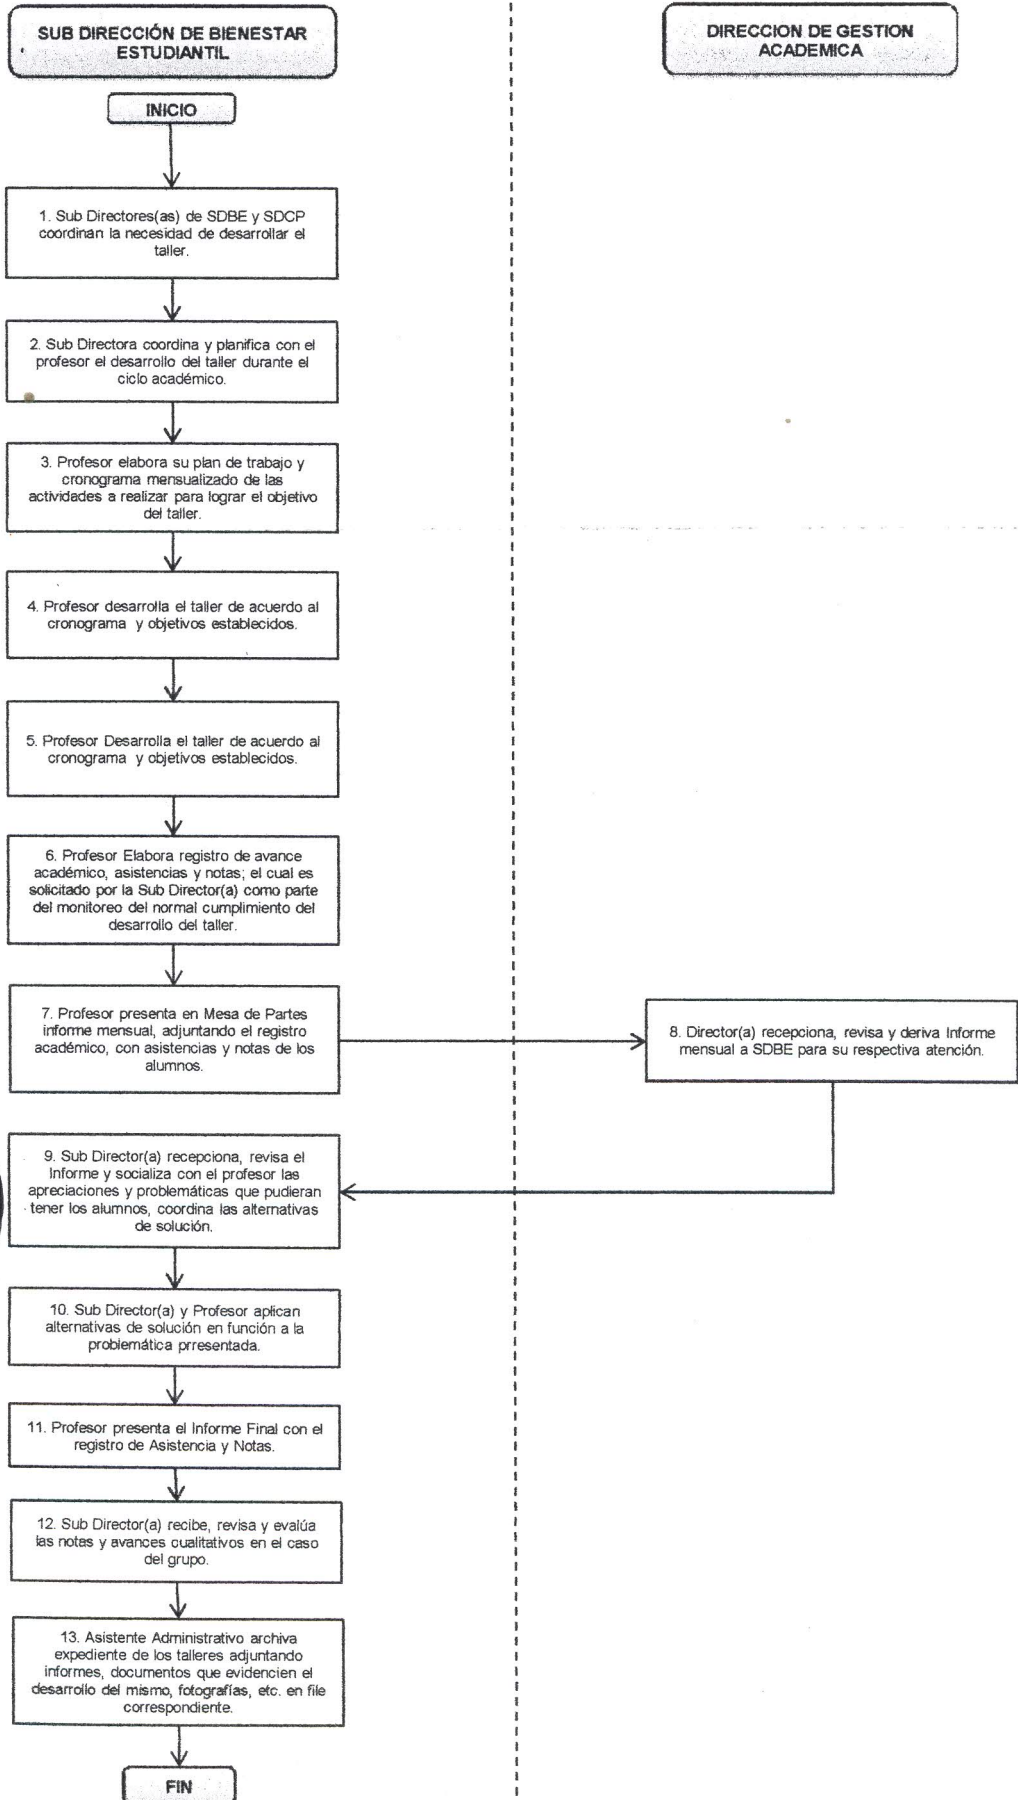 SUB DIRECCIÓN DE BIENESTAR
ESTUDIANTIL
DIRECCION DE GESTION
ACADEMICA
INICIO
1. Sub Directores(as) de SDBE y SDCP
coordinan la necesidad de desarrollar el
taller.
2. Sub Directora coordina y planifica con el
profesor el desarrollo del taller durante el
ciclo académico.
3. Profesor elabora su plan de trabajo y
cronograma mensualizado de las
actividades a realizar para lograr el objetivo
del taller.
4. Profesor desarrolla el taller de acuerdo al
cronograma y objetivos establecidos.
5. Profesor Desarrolla el taller de acuerdo al
cronograma y objetivos establecidos.
6. Profesor Elabora registro de avance
académico, asistencias y notas; el cual es
solicitado por la Sub Director(a) como parte
del monitoreo del normal cumplimiento del
desarrollo del taller.
7. Profesor presenta en Mesa de Partes
informe mensual, adjuntando el registro
académico, con asistencias y notas de los
alumnos.
8. Director(a) recepciona, revisa y deriva Informe
mensual a SDBE para su respectiva atención.
9. Sub Director(a) recepciona, revisa el
Informe y socializa con el profesor las
apreciaciones y problemáticas que pudieran
tener los alumnos, coordina las alternativas
de solución.
10. Sub Director(a) y Profesor aplican
alternativas de solución en función a la
problemática prresentada.
11. Profesor presenta el Informe Final con el
registro de Asistencia y Notas.
12. Sub Director(a) recibe, revisa y evalúa
las notas y avances cualitativos en el caso
del grupo.
13. Asistente Administrativo archiva
expediente de los talleres adjuntando
informes, documentos que evidencien el
desarrollo del mismo, fotografías, etc. en file
correspondiente.
FIN